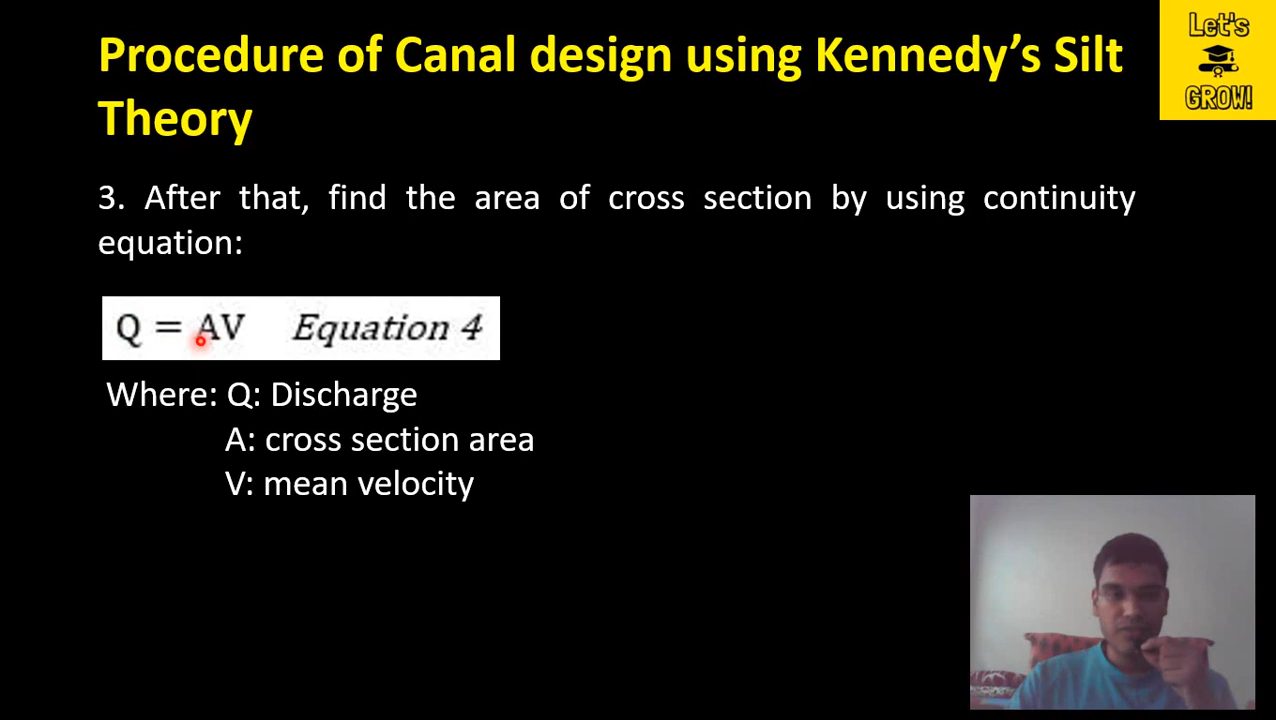 Procedure of Canal design using Kennedy’s Silt
Theory
Let's
GROW!
3. After that, find the area of cross section by using continuity
equation:
Q = AV Equation 4
Where: Q: Discharge
A: cross section area
V: mean velocity